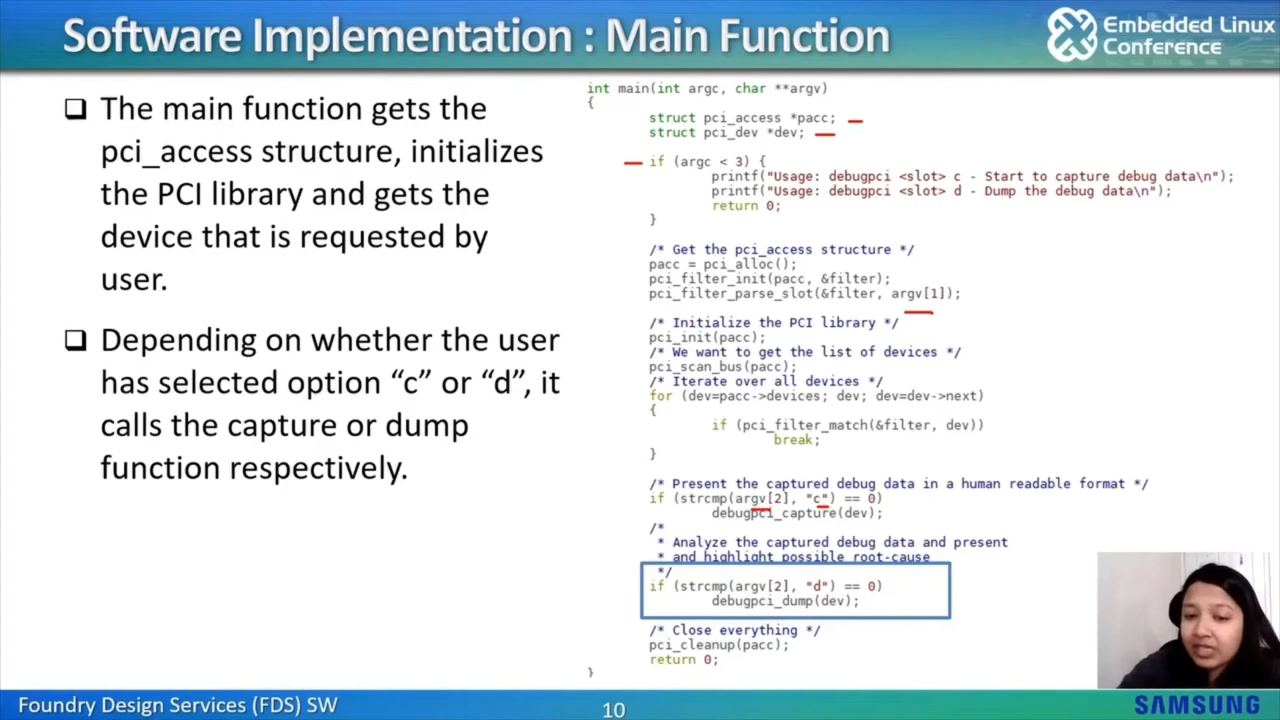 Software Implementation : Main Function
Embedded Linux
Conference
❑ The main function gets the
pci_access structure, initializes
the PCI library and gets the
device that is requested by
user.
❑ Depending on whether the user
has selected option “c” or “d”, it
calls the capture or dump
function respectively.
int main(int argc, char **argv)
{
struct pci_access *pacc;
struct pci_dev *dev;
if (argc < 3) {
printf("Usage: debugpci <slot> c - Start to capture debug data\n");
printf("Usage: debugpci <slot> d - Dump the debug data\n");
return 0;
}
/* Get the pci_access structure */
pacc = pci_alloc();
pci_filter_init(pacc, &filter);
pci_filter_parse_slot(&filter, argv[1]);
/* Initialize the PCI library */
pci_init(pacc);
/* We want to get the list of devices */
pci_scan_bus(pacc);
/* Iterate over all devices */
for (dev=pacc->devices; dev; dev=dev->next)
{
if (pci_filter_match(&filter, dev))
break;
}
/* Present the captured debug data in a human readable format */
if (strcmp(argv[2], "c") == 0)
debugpci_capture(dev);
/*
* Analyze the captured debug data and present
* and highlight possible root-cause
*/
if (strcmp(argv[2], "d") == 0)
debugpci_dump(dev);
/* Close everything */
pci_cleanup(pacc);
return 0;
}
Foundry Design Services (FDS) SW
10
SAMSUNG